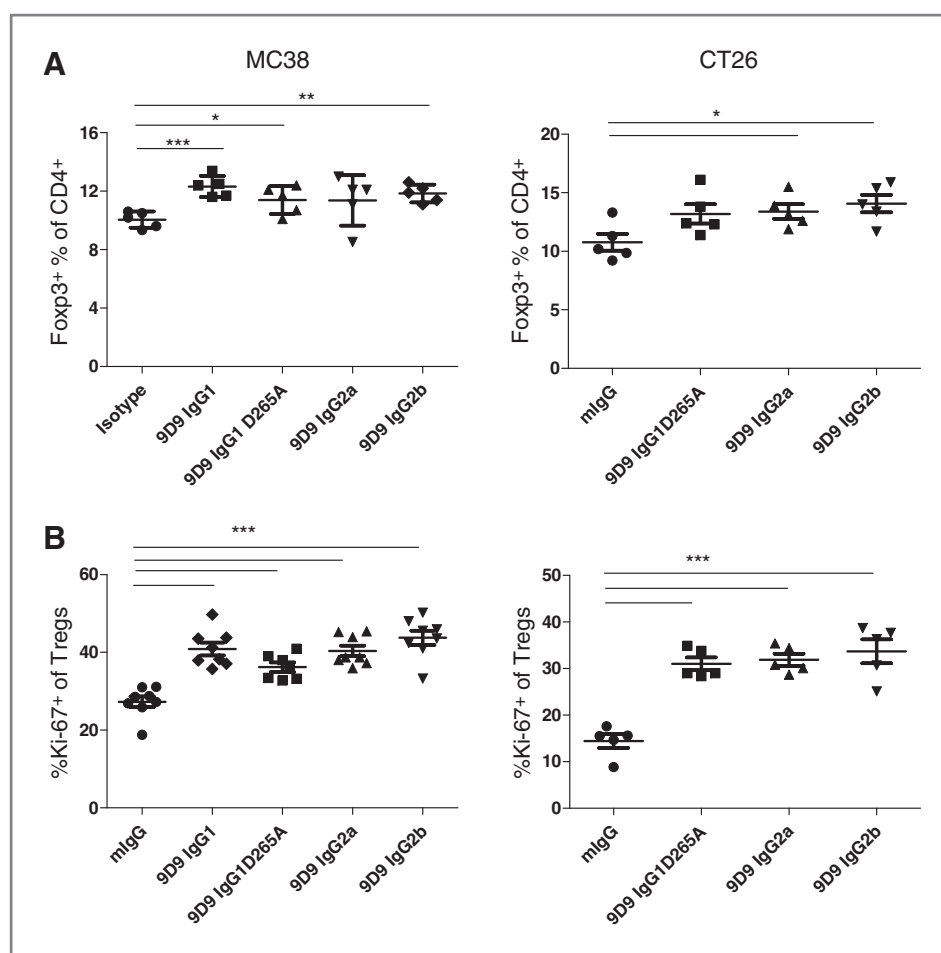 A
MC38
CT26
Foxp3+ % of CD4+
16
12
8
4
0
***
*
**
Isotype
9D9 IgG1
9D9 IgG1 D265A
9D9 IgG2a
9D9 IgG2b
Foxp3+ % of CD4+
20
15
10
5
0
*
mIgG
9D9 IgG1D265A
9D9 IgG2a
9D9 IgG2b
B
%Ki-67+ of Tregs
60
40
20
0
***
mIgG
9D9 IgG1
9D9 IgG1D265A
9D9 IgG2a
9D9 IgG2b
%Ki-67+ of Tregs
50
40
30
20
10
0
***
mIgG
9D9 IgG1D265A
9D9 IgG2a
9D9 IgG2b